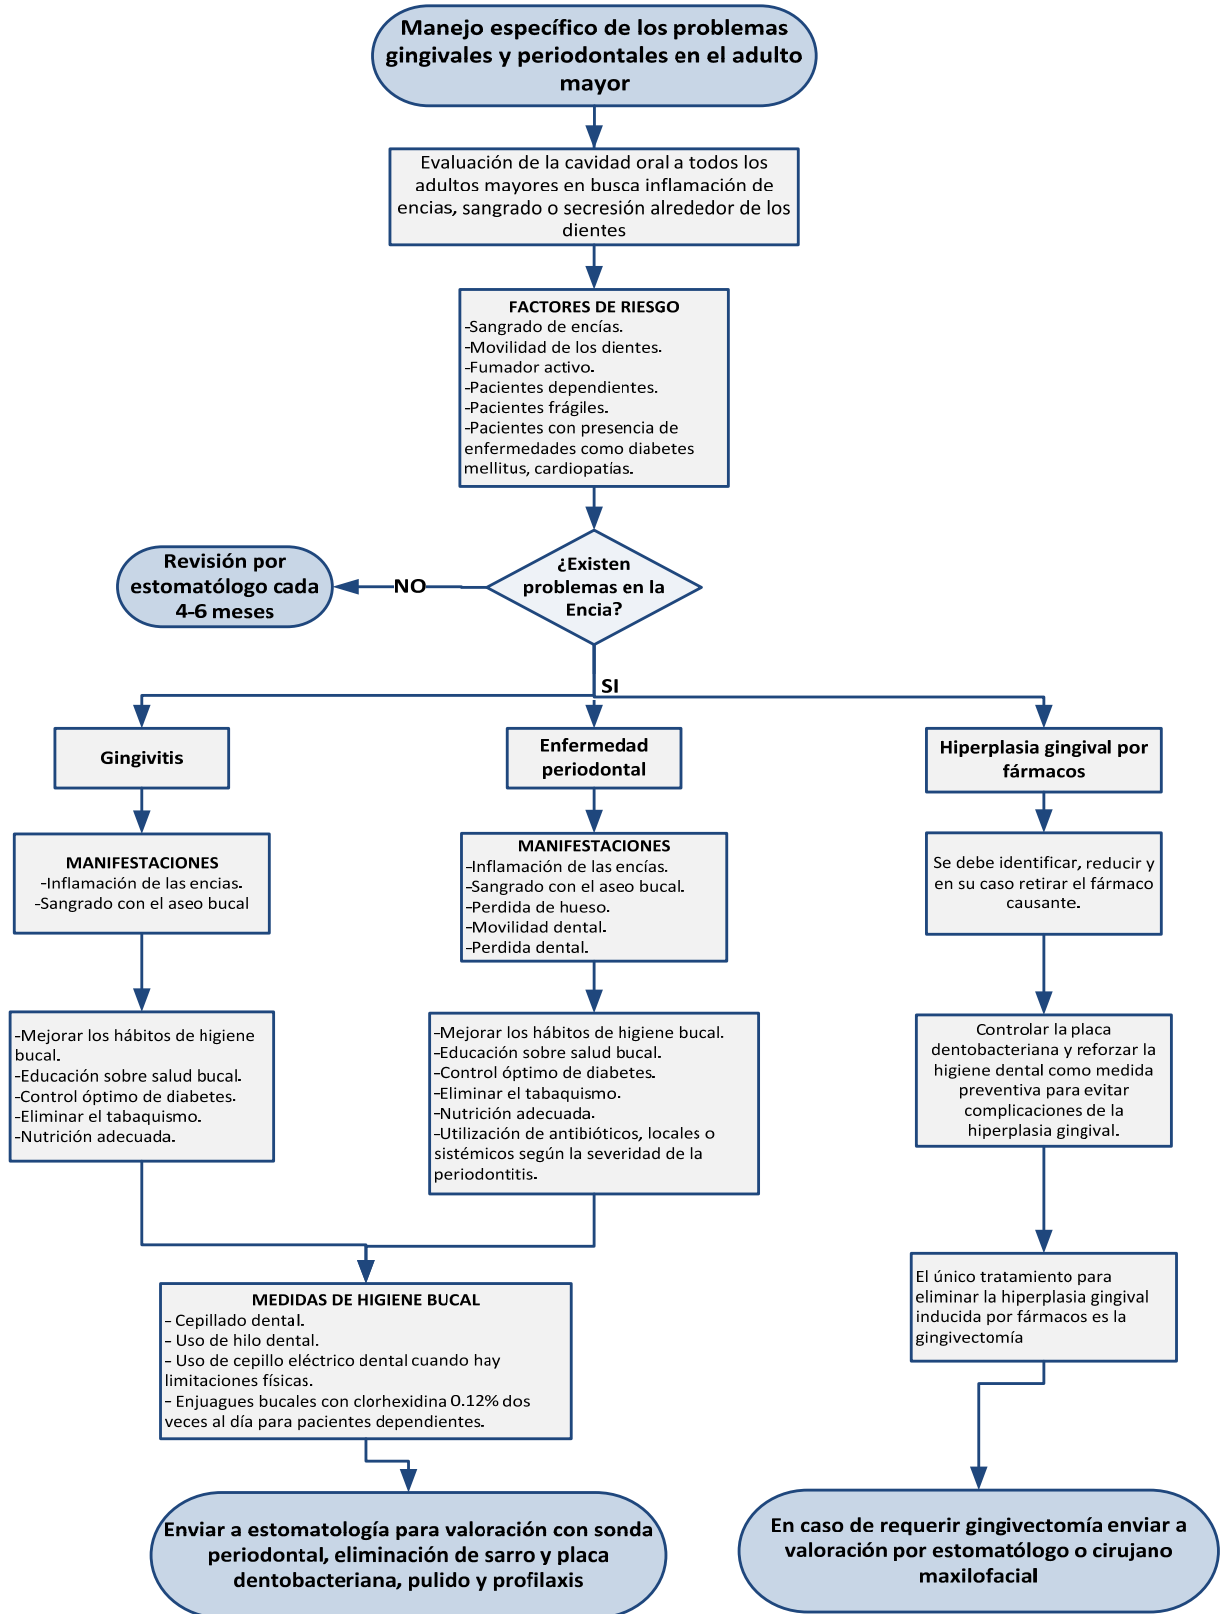 Manejo específico de los problemas
gingivales y periodontales en el adulto
mayor
Evaluación de la cavidad oral a todos los
adultos mayores en busca inflamación de
encias, sangrado o secresión alrededor de los
dientes
FACTORES DE RIESGO
-Sangrado de encías.
-Movilidad de los dientes.
-Fumador activo.
-Pacientes dependientes.
-Pacientes frágiles.
-Pacientes con presencia de
enfermedades como diabetes
mellitus, cardiopatías.
¿Existen
problemas en la
Encia?
NO
Revisión por
estomatólogo cada
4-6 meses
SI
Gingivitis
MANIFESTACIONES
-Inflamación de las encias.
-Sangrado con el aseo bucal
-Mejorar los hábitos de higiene
bucal.
-Educación sobre salud bucal.
-Control óptimo de diabetes.
-Eliminar el tabaquismo.
-Nutrición adecuada.
Enfermedad
periodontal
MANIFESTACIONES
-Inflamación de las encías.
-Sangrado con el aseo bucal.
-Perdida de hueso.
-Movilidad dental.
-Perdida dental.
-Mejorar los hábitos de higiene bucal.
-Educación sobre salud bucal.
-Control óptimo de diabetes.
-Eliminar el tabaquismo.
-Nutrición adecuada.
-Utilización de antibióticos, locales o
sistémicos según la severidad de la
periodontitis.
MEDIDAS DE HIGIENE BUCAL
- Cepillado dental.
- Uso de hilo dental.
- Uso de cepillo eléctrico dental cuando hay
limitaciones físicas.
- Enjuagues bucales con clorhexidina 0.12% dos
veces al día para pacientes dependientes.
Enviar a estomatología para valoración con sonda
periodontal, eliminación de sarro y placa
dentobacteriana, pulido y profilaxis
Hiperplasia gingival por
fármacos
Se debe identificar, reducir y
en su caso retirar el fármaco
causante.
Controlar la placa
dentobacteriana y reforzar la
higiene dental como medida
preventiva para evitar
complicaciones de la
hiperplasia gingival.
El único tratamiento para
eliminar la hiperplasia gingival
inducida por fármacos es la
gingivectomía
En caso de requerir gingivectomía enviar a
valoración por estomatólogo o cirujano
maxilofacial